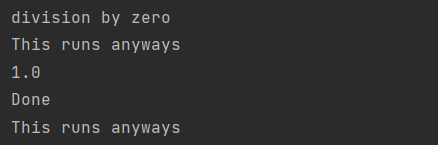 division by zero
This runs anyways
1.0
Done
This runs anyways